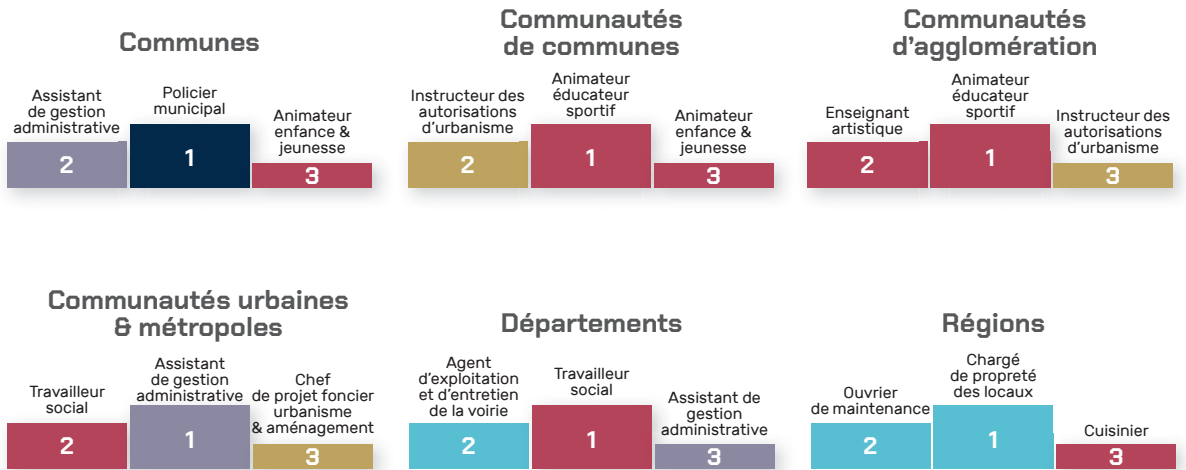 Communes
Assistant
de gestion
administrative
2
Policier
municipal
1
Animateur
enfance &
jeunesse
3
Communautés
de communes
Instructeur des
autorisations
d’urbanisme
2
Animateur
éducateur
sportif
1
Animateur
enfance &
jeunesse
3
Communautés
d’agglomération
Enseignant
artistique
2
Animateur
éducateur
sportif
1
Instructeur des
autorisations
d’urbanisme
3
Communautés urbaines
& métropoles
Travailleur
social
2
Assistant
de gestion
administrative
1
Chef
de projet foncier
urbanisme
& aménagement
3
Départements
Agent
d’exploitation
et d’entretien
de la voirie
2
Travailleur
social
1
Assistant de
gestion
administrative
3
Régions
Ouvrier
de maintenance
2
Chargé
de propreté
des locaux
1
Cuisinier
3